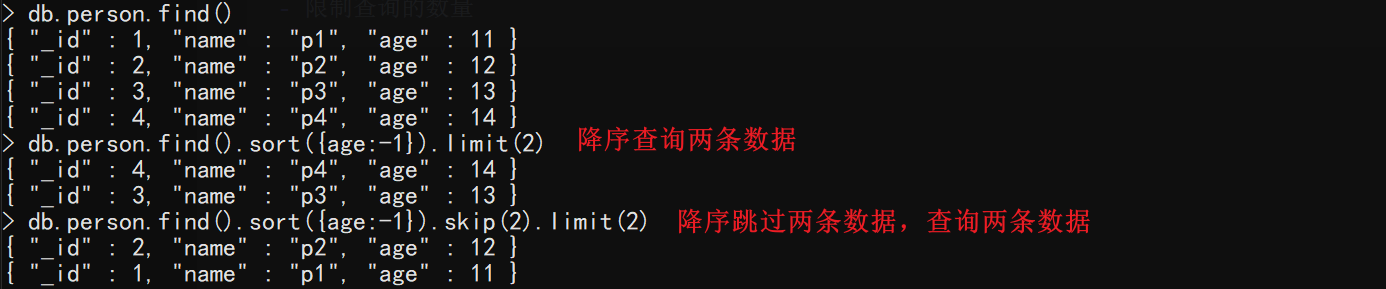 - 限制查询的数量
> db.person.find()
{ "_id" : 1, "name" : "p1", "age" : 11 }
{ "_id" : 2, "name" : "p2", "age" : 12 }
{ "_id" : 3, "name" : "p3", "age" : 13 }
{ "_id" : 4, "name" : "p4", "age" : 14 }
> db.person.find().sort({age:-1}).limit(2) 降序查询两条数据
{ "_id" : 4, "name" : "p4", "age" : 14 }
{ "_id" : 3, "name" : "p3", "age" : 13 }
> db.person.find().sort({age:-1}).skip(2).limit(2) 降序跳过两条数据，查询两条数据
{ "_id" : 2, "name" : "p2", "age" : 12 }
{ "_id" : 1, "name" : "p1", "age" : 11 }